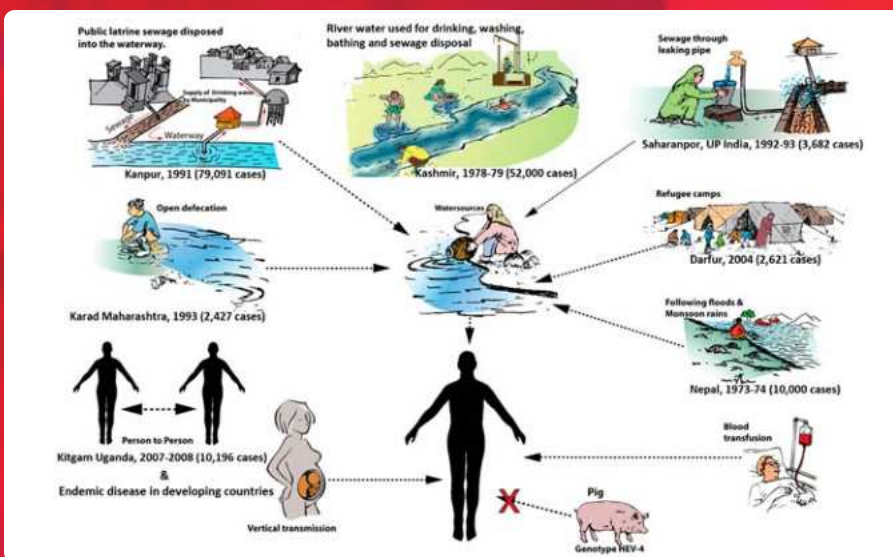 Public latrine sewage disposed
into the waterway.
Supply of Drinking water
by Municipality
Sewage
Waterway
Kanpur, 1991 (79,091 cases)
River water used for drinking, washing,
bathing and sewage disposal
Kashmir, 1978-79 (52,000 cases)
Sewage through
leaking pipe
Saharanpor, UP India, 1992-93 (3,682 cases)
Open defecation
Karad Maharashtra, 1993 (2,427 cases)
Watersources
Refugee camps
Darfur, 2004 (2,621 cases)
Following floods &
Monsoon rains
Nepal, 1973-74 (10,000 cases)
Person to Person
Kitgam Uganda, 2007-2008 (10,196 cases)
&
Endemic disease in developing countries
Vertical transmission
Blood
transfusion
X
Pig
Genotype HEV-4